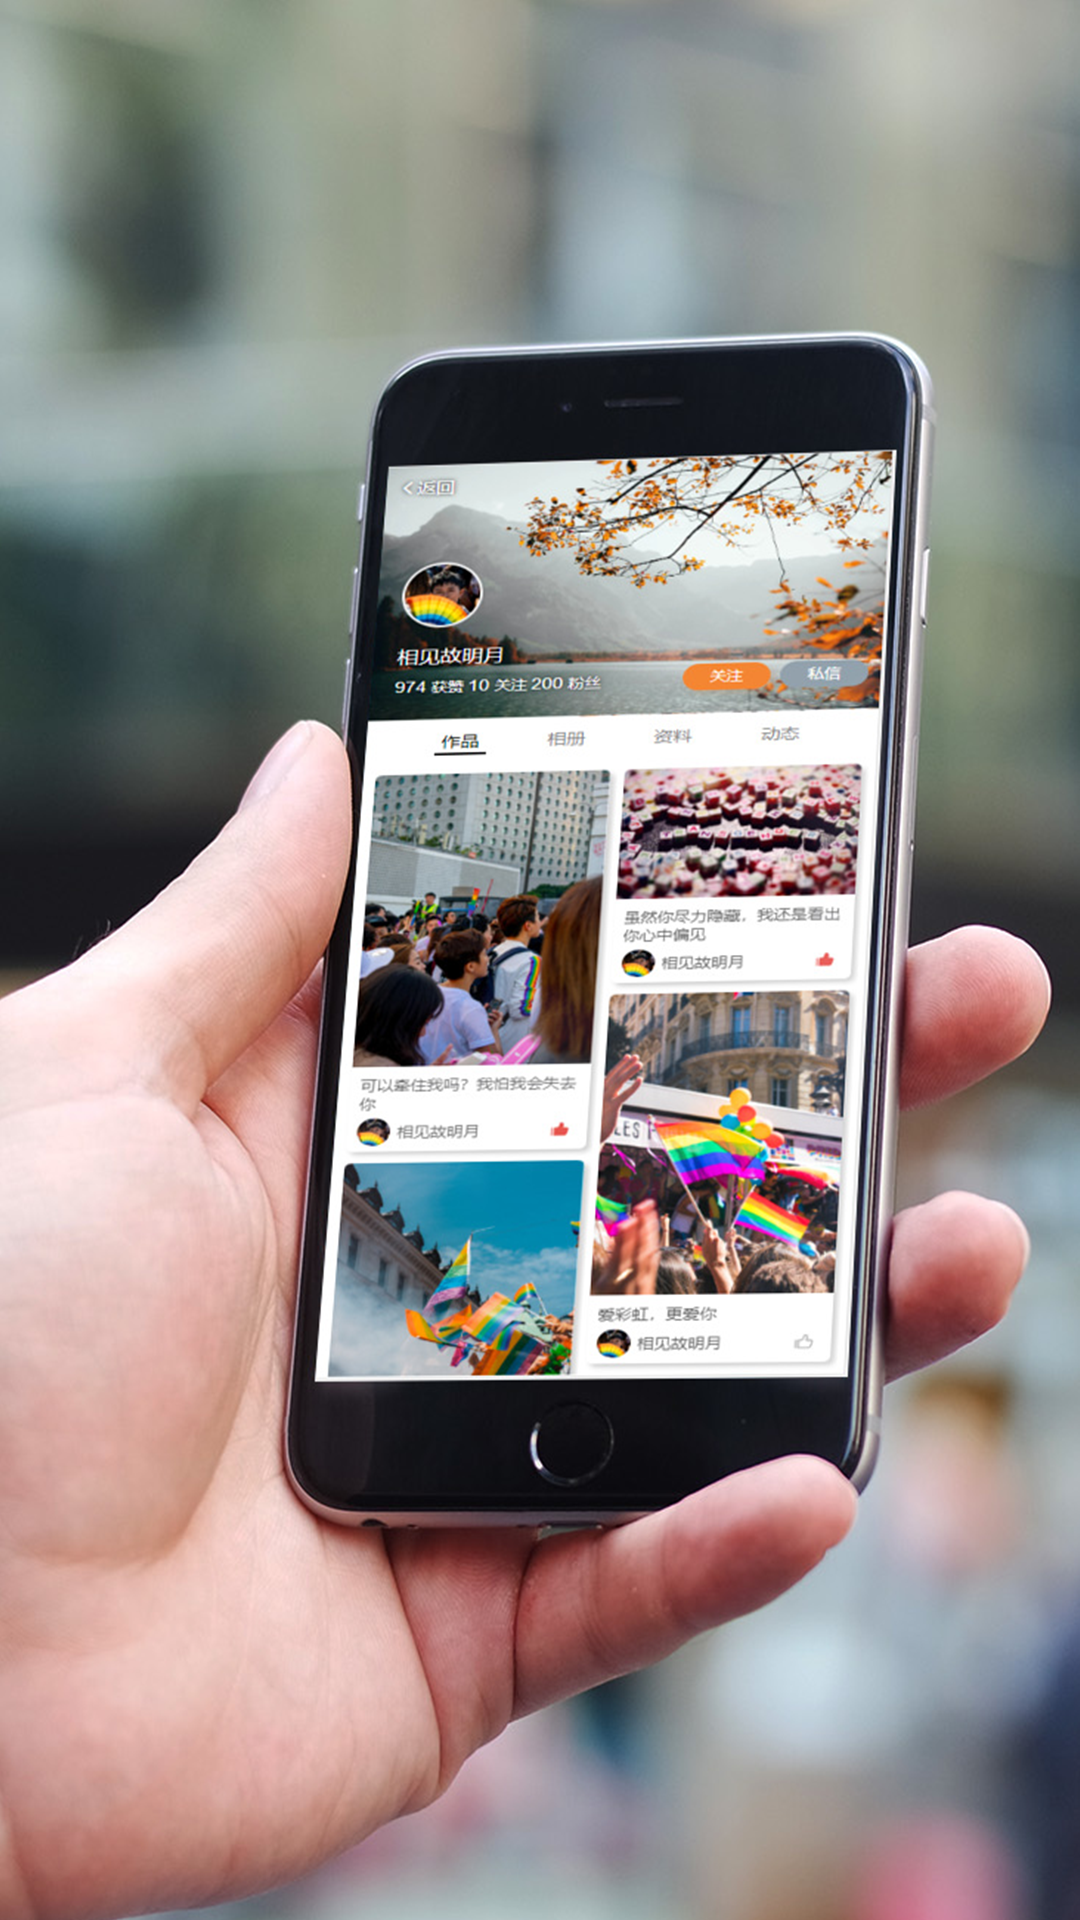 返回
相见故明月
974 获赞 10 关注 200 粉丝
关注
私信
作品
相册
资料
动态
可以牵住我吗？我怕我会失去
你
相见故明月
虽然你尽力隐藏，我还是看出
你心中偏见
相见故明月
爱彩虹，更爱你
相见故明月